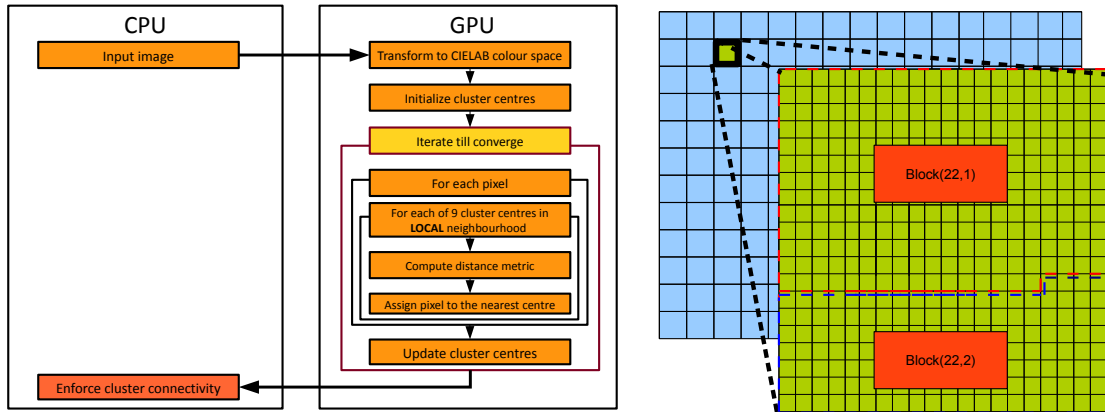 CPU
GPU
Input image
Transform to CIELAB colour space
Initialize cluster centres
Iterate till converge
For each pixel
For each of 9 cluster centres in
LOCAL neighbourhood
Compute distance metric
Assign pixel to the nearest centre
Update cluster centres
Enforce cluster connectivity
Block(22,1)
Block(22,2)